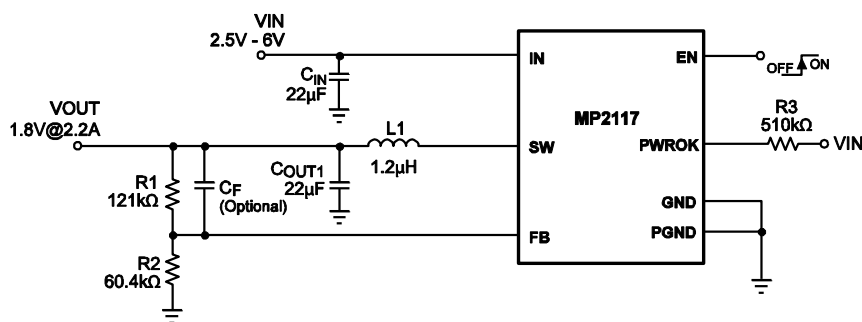 VIN
2.5V - 6V
IN
EN
OFF
ON
CIN
22µF
R3
510kΩ
VOUT
1.8V@2.2A
L1
MP2117
SW
PWROK
VIN
1.2µH
COUT1
22µF
R1
121kΩ
CF
(Optional)
GND
PGND
FB
R2
60.4kΩ